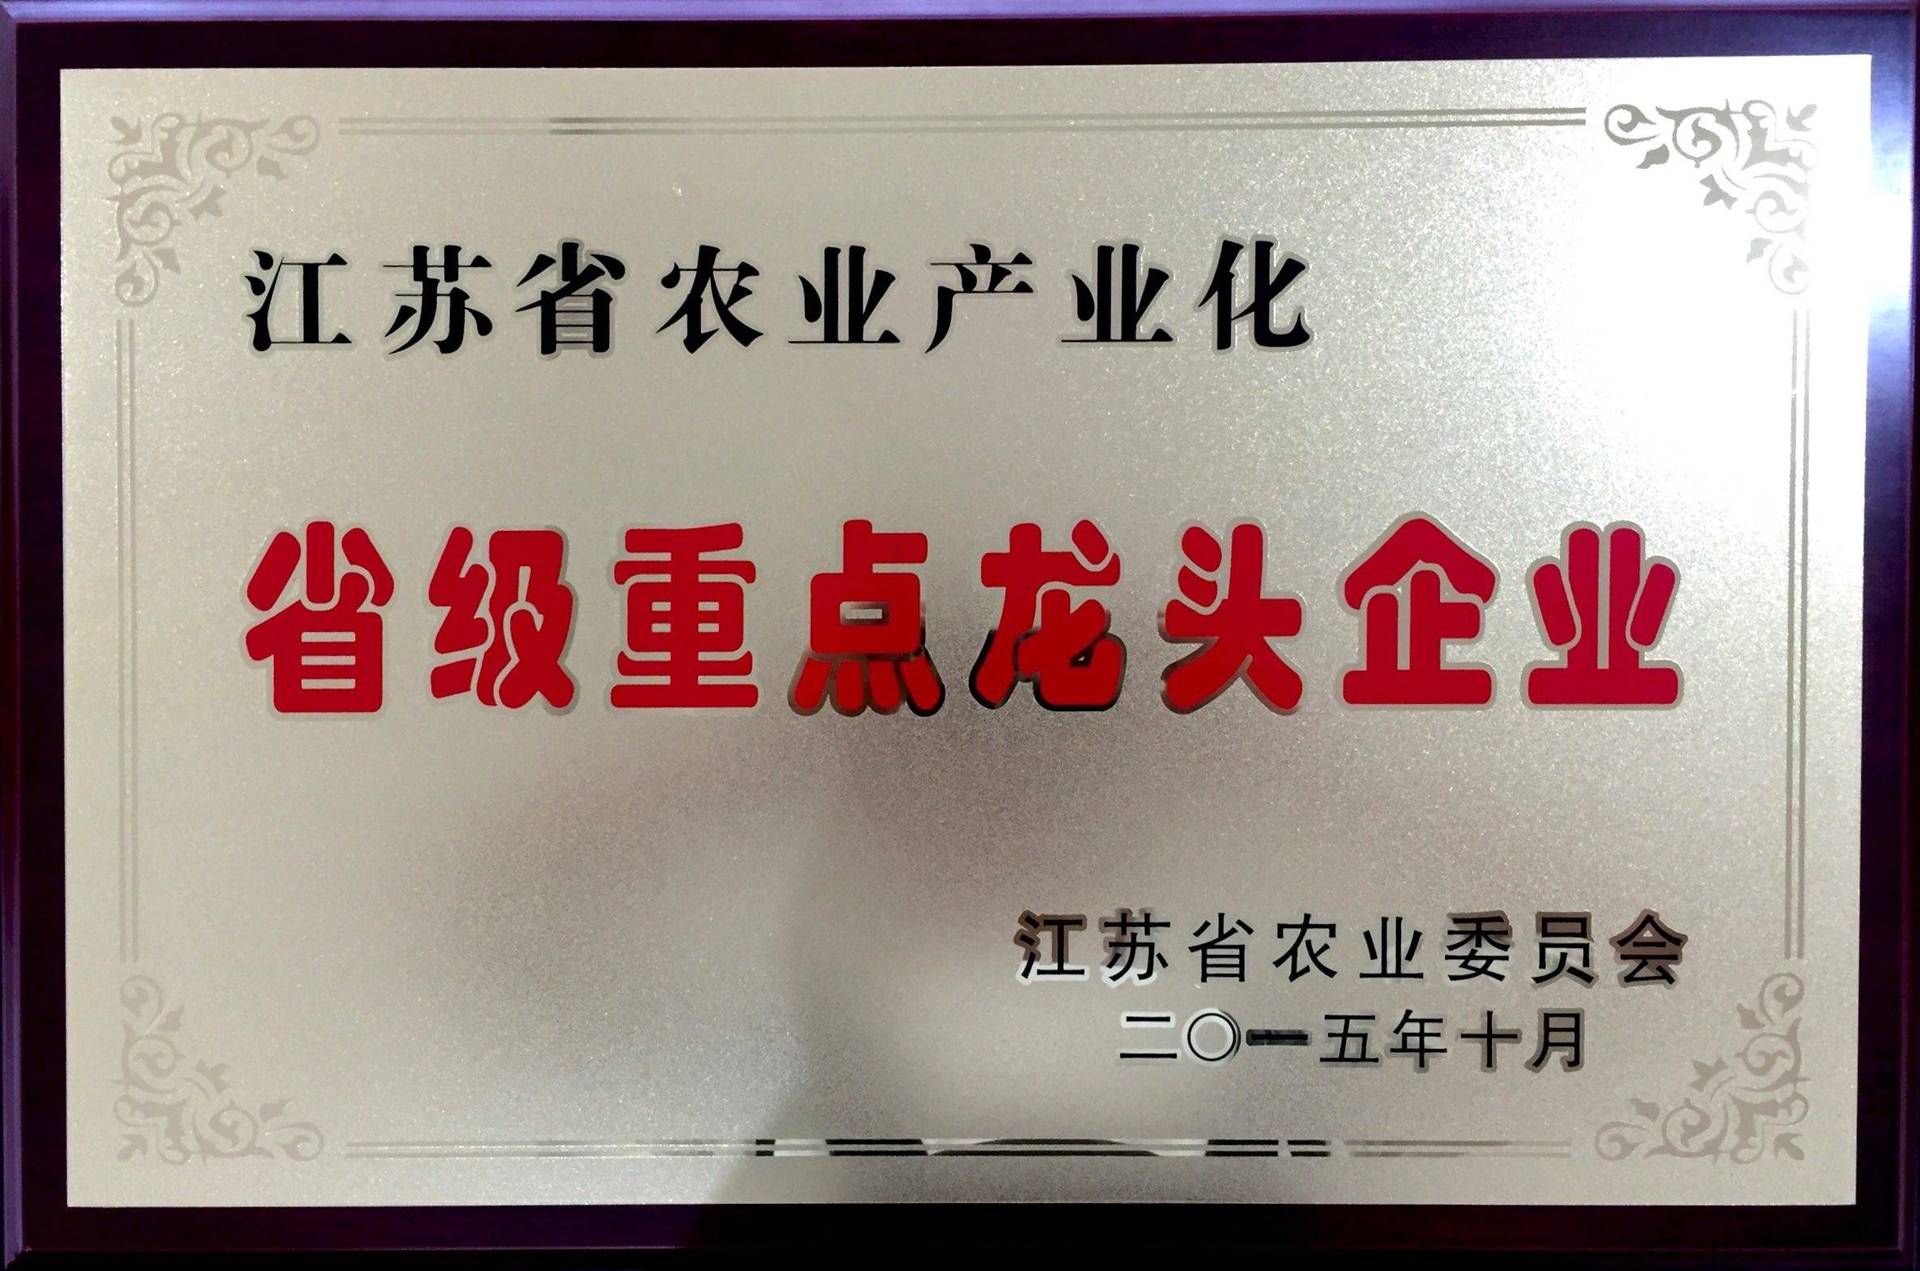 江苏省农业产业化
省级重点龙头企业
江苏省农业委员会
二〇一五年十月